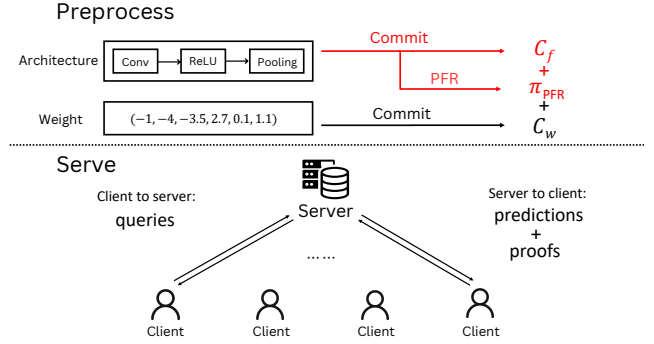 Preprocess
Commit
Architecture
Conv
ReLU
Pooling
C_f
+
PFR
π_PFR
+
Weight
(−1, −4, −3.5, 2.7, 0.1, 1.1)
Commit
C_w
Serve
Client to server:
queries
Server
Server to client:
predictions
+
proofs
... ...
Client
Client
Client
Client